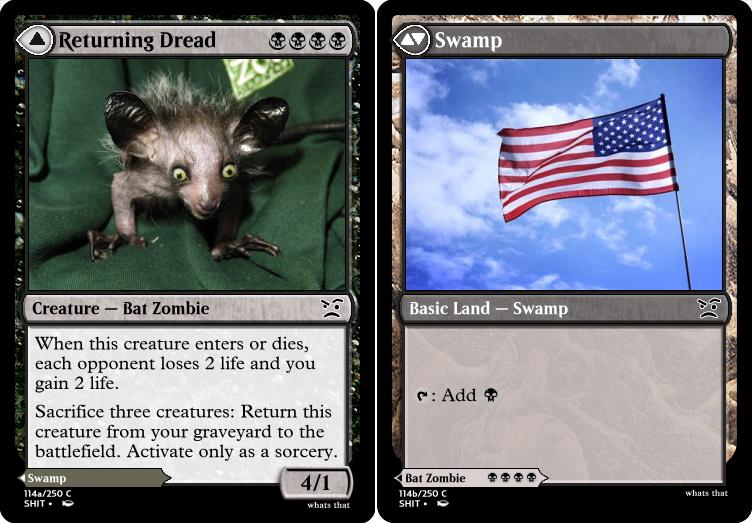 Returning Dread
Creature — Bat Zombie
When this creature enters or dies,
each opponent loses 2 life and you
gain 2 life.
Sacrifice three creatures: Return this
creature from your graveyard to the
battlefield. Activate only as a sorcery.
Swamp
4/1
114a/250 C
SHIT •
whats that
Swamp
Basic Land — Swamp
: Add
Bat Zombie
114b/250 C
SHIT •
whats that